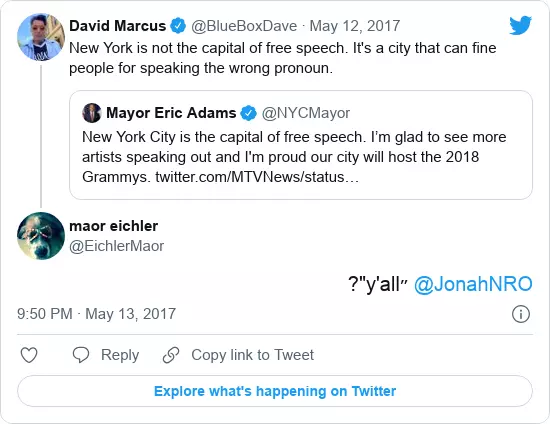 David Marcus @BlueBoxDave · May 12, 2017
New York is not the capital of free speech. It's a city that can fine
people for speaking the wrong pronoun.
Mayor Eric Adams @NYCMayor
New York City is the capital of free speech. I’m glad to see more
artists speaking out and I'm proud our city will host the 2018
Grammys. twitter.com/MTVNews/status…
maor eichler
@EichlerMaor
?"y'all״ @JonahNRO
9:50 PM · May 13, 2017
Reply
Copy link to Tweet
Explore what's happening on Twitter